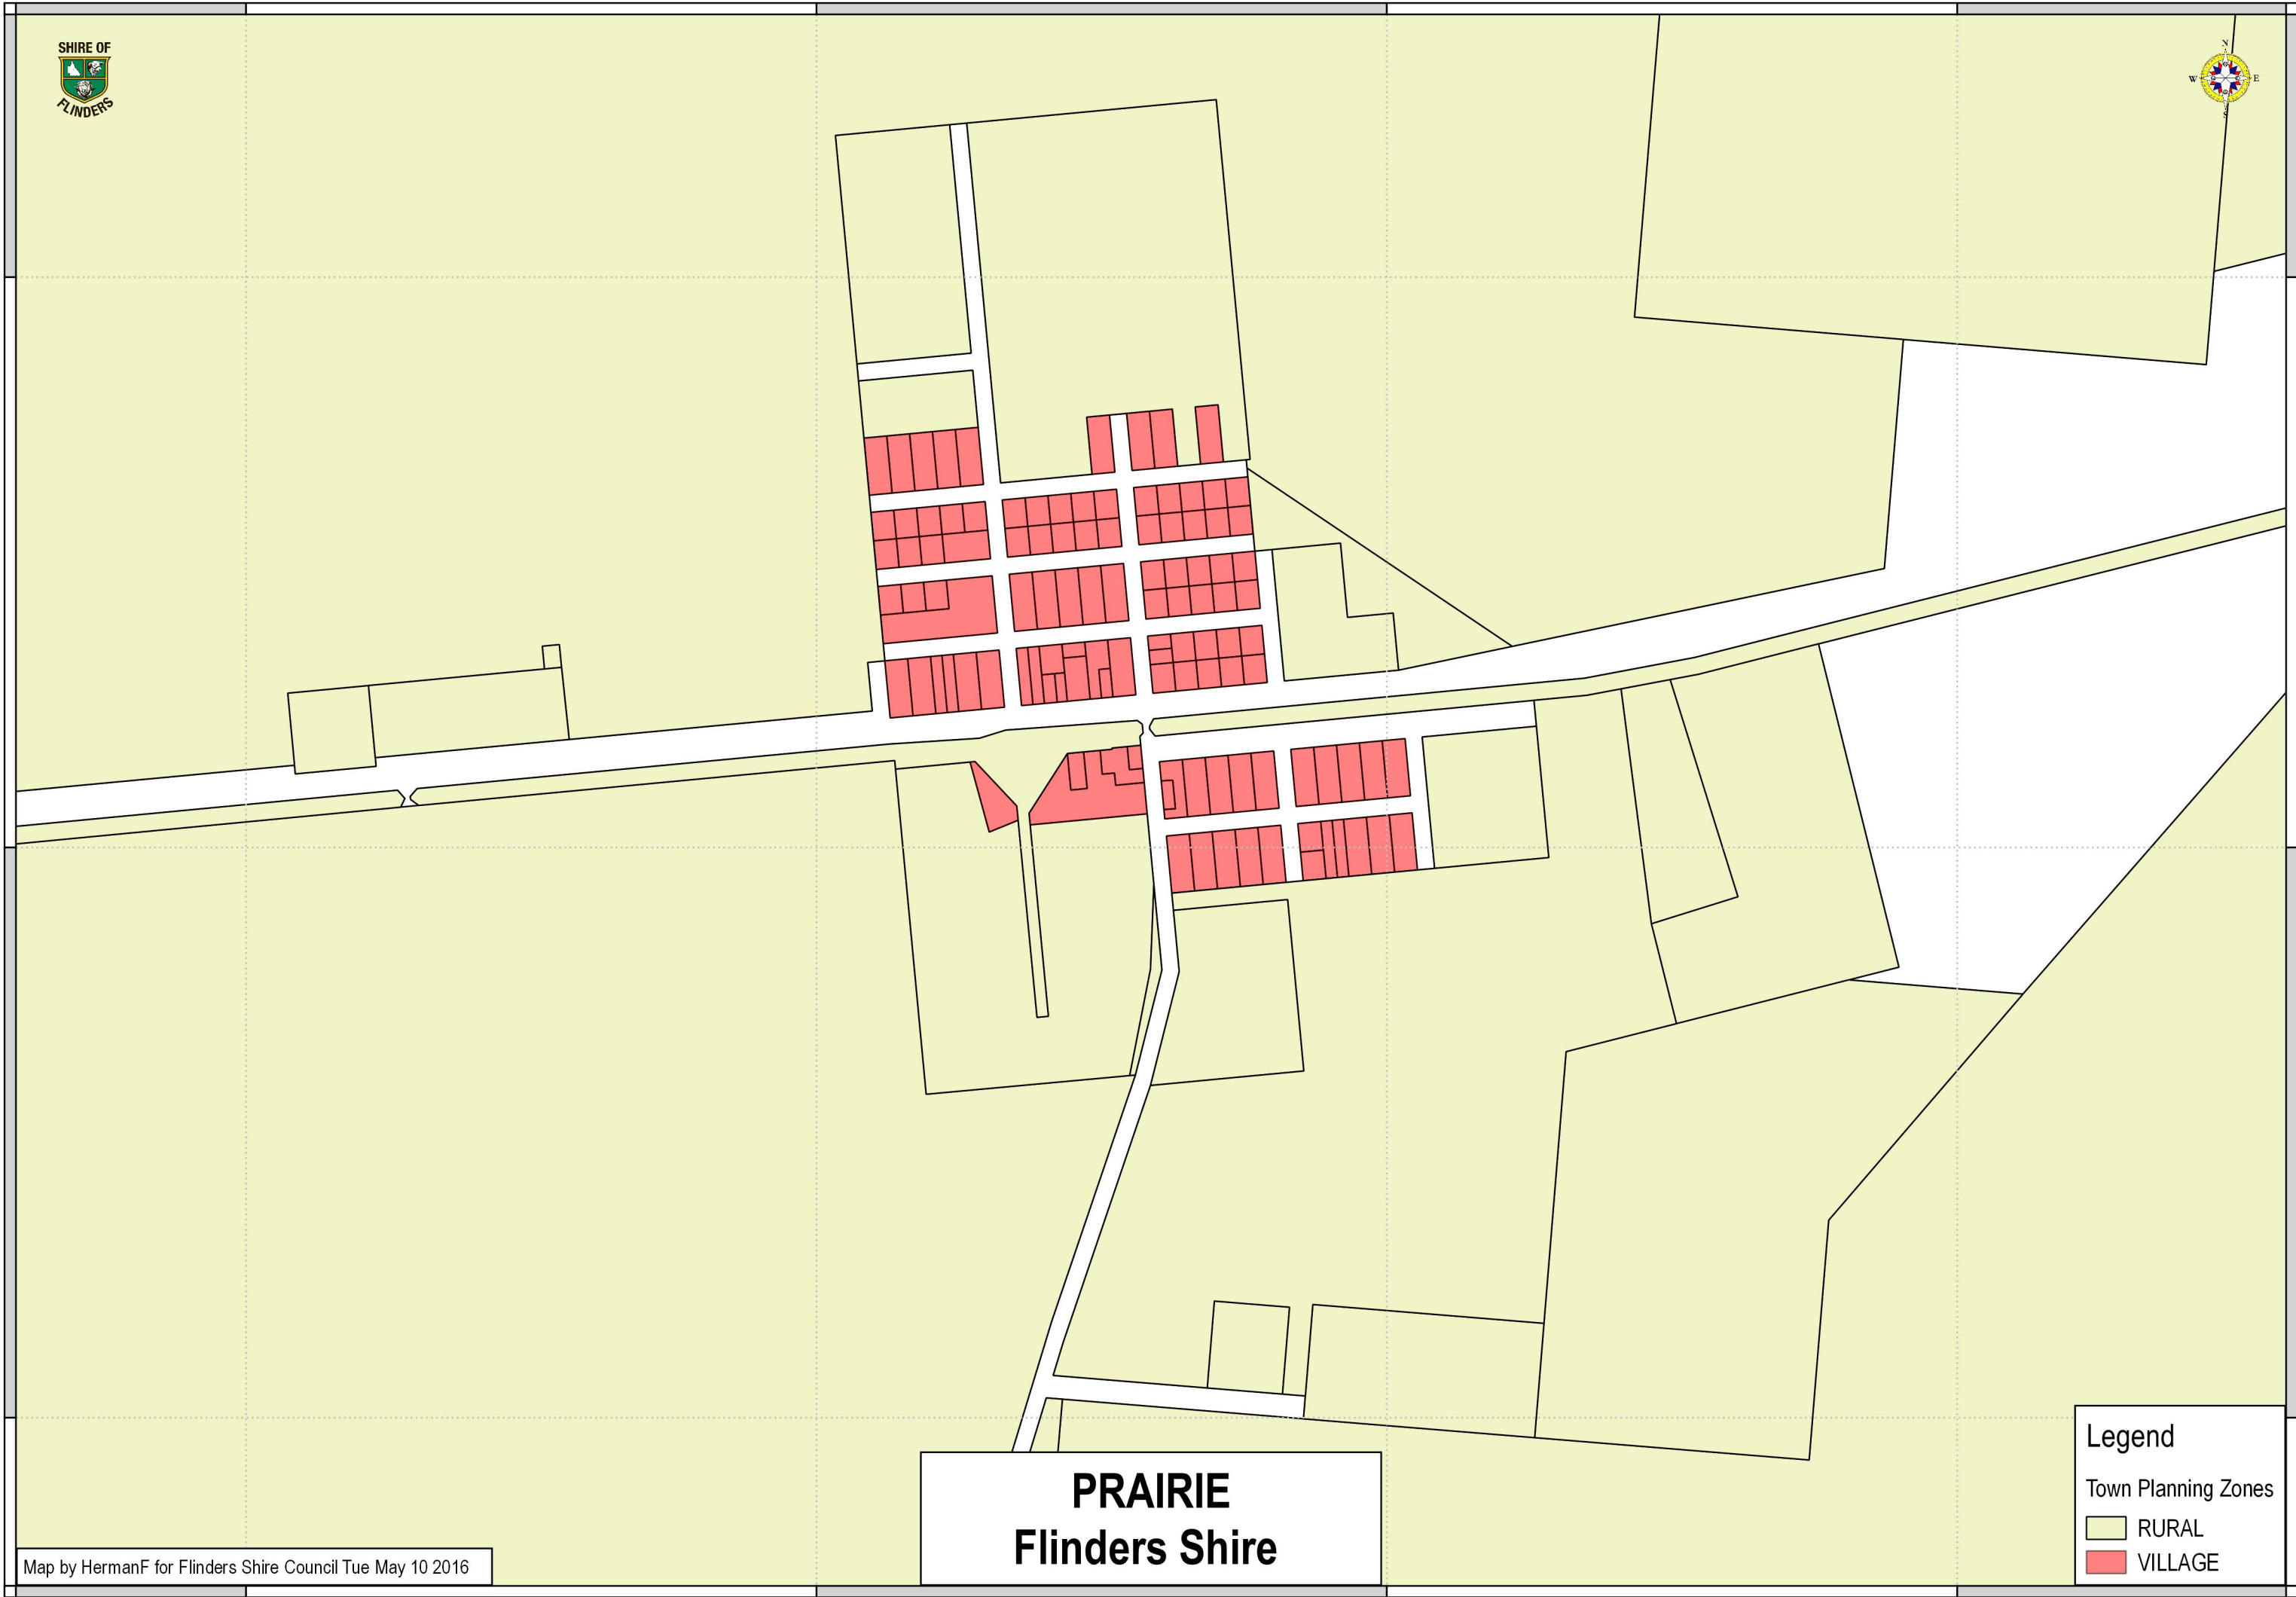 SHIRE OF
FLINDERS
N
W E
S
PRAIRIE
Flinders Shire
Legend
Town Planning Zones
RURAL
VILLAGE
Map by HermanF for Flinders Shire Council Tue May 10 2016